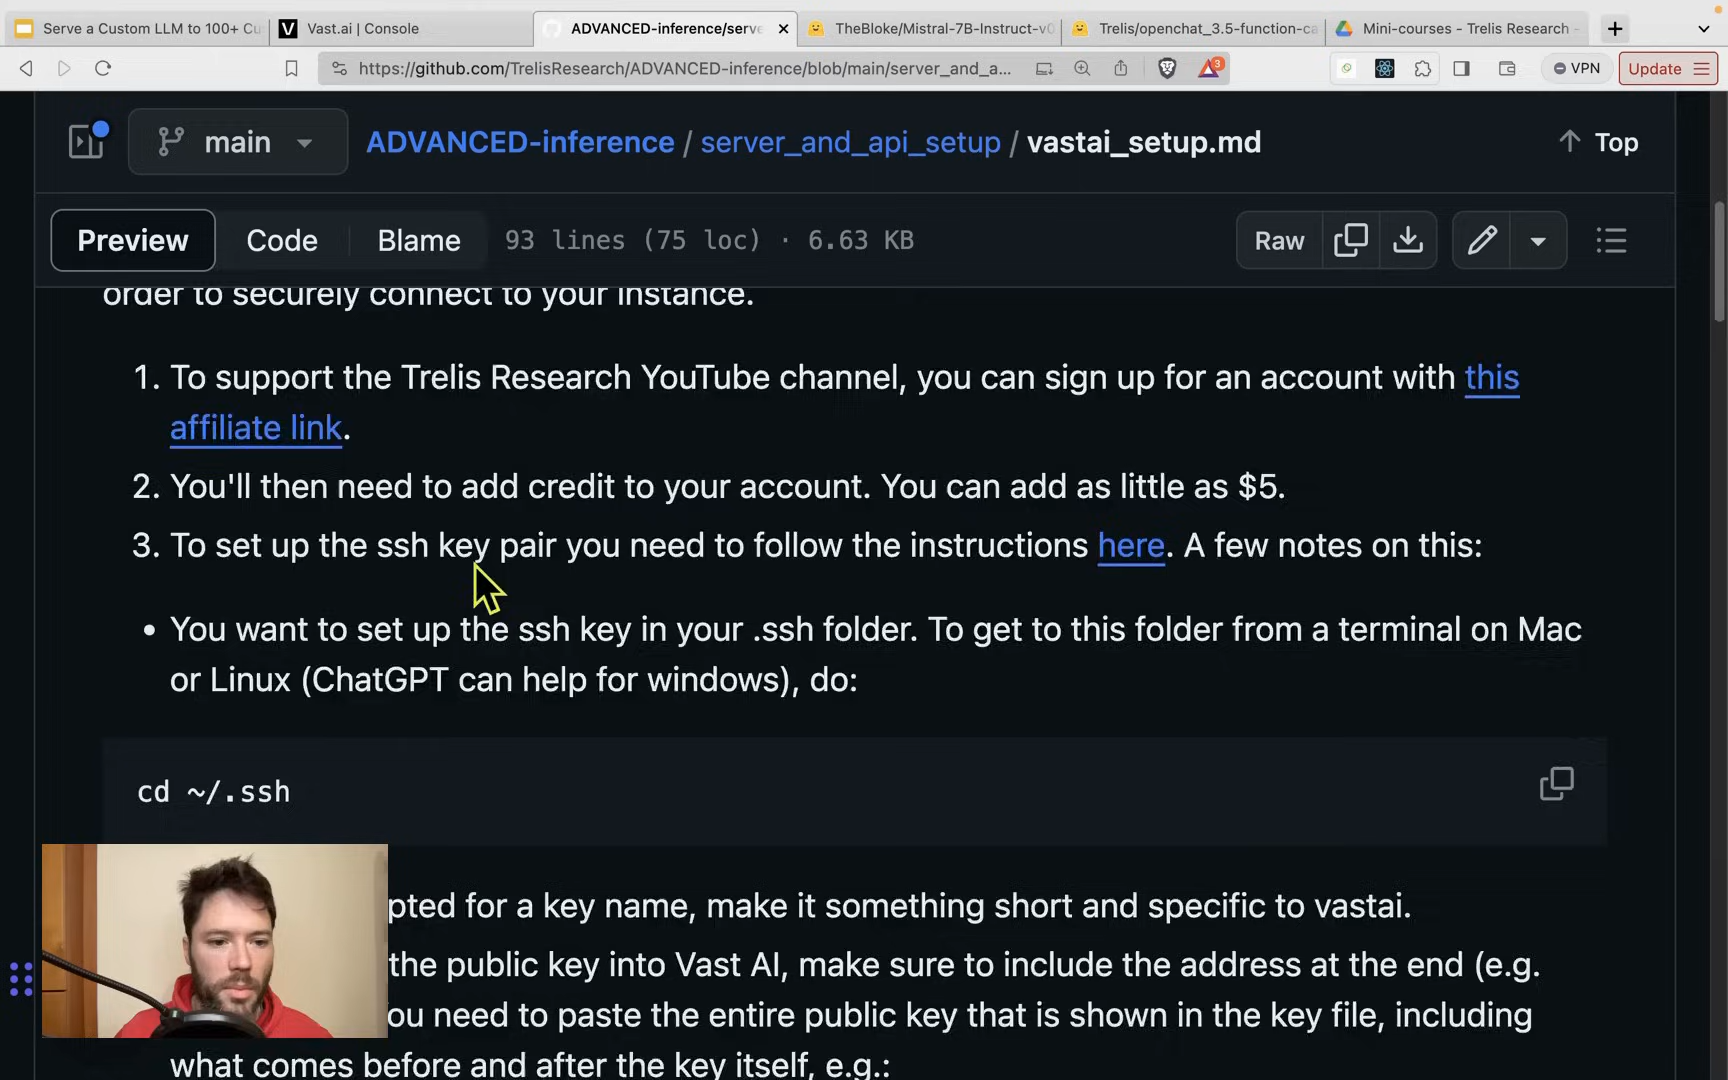 Serve a Custom LLM to 100+ Cu
Vast.ai | Console
ADVANCED-inference/serve
TheBloke/Mistral-7B-Instruct-v0
Trelis/openchat_3.5-function-ca
Mini-courses - Trelis Research -
https://github.com/TrelisResearch/ADVANCED-inference/blob/main/server_and_a...
3
VPN
Update
main
ADVANCED-inference / server_and_api_setup / vastai_setup.md
Top
Preview
Code
Blame
93 lines (75 loc) · 6.63 KB
Raw
order to securely connect to your instance.
1. To support the Trelis Research YouTube channel, you can sign up for an account with this
affiliate link.
2. You'll then need to add credit to your account. You can add as little as $5.
3. To set up the ssh key pair you need to follow the instructions here. A few notes on this:
• You want to set up the ssh key in your .ssh folder. To get to this folder from a terminal on Mac
or Linux (ChatGPT can help for windows), do:
cd ~/.ssh
pted for a key name, make it something short and specific to vastai.
the public key into Vast AI, make sure to include the address at the end (e.g.
ou need to paste the entire public key that is shown in the key file, including
what comes before and after the key itself, e.g.: